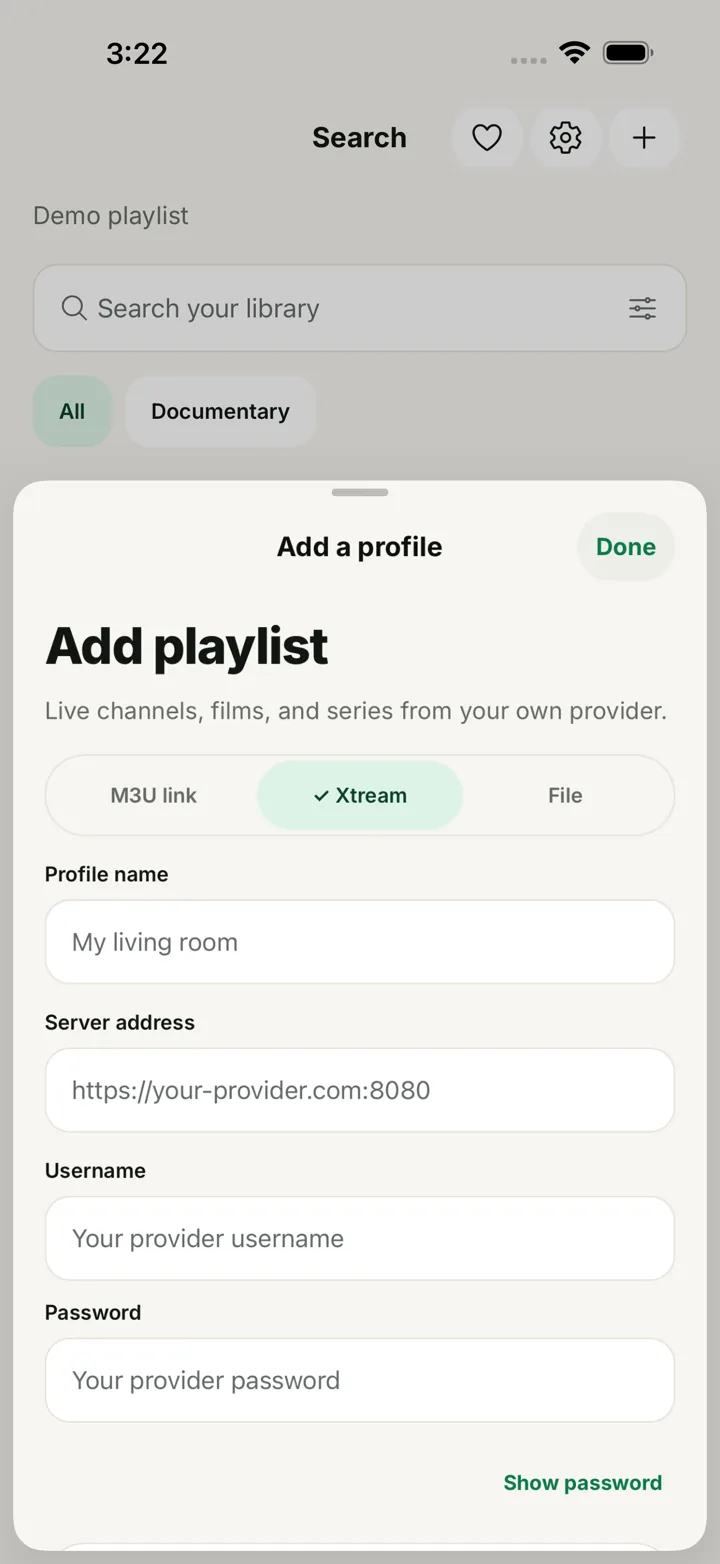 3:22
Search
Demo playlist
Search your library
All
Documentary
Add a profile
Done
Add playlist
Live channels, films, and series from your own provider.
M3U link
Xtream
File
Profile name
My living room
Server address
https://your-provider.com:8080
Username
Your provider username
Password
Your provider password
Show password